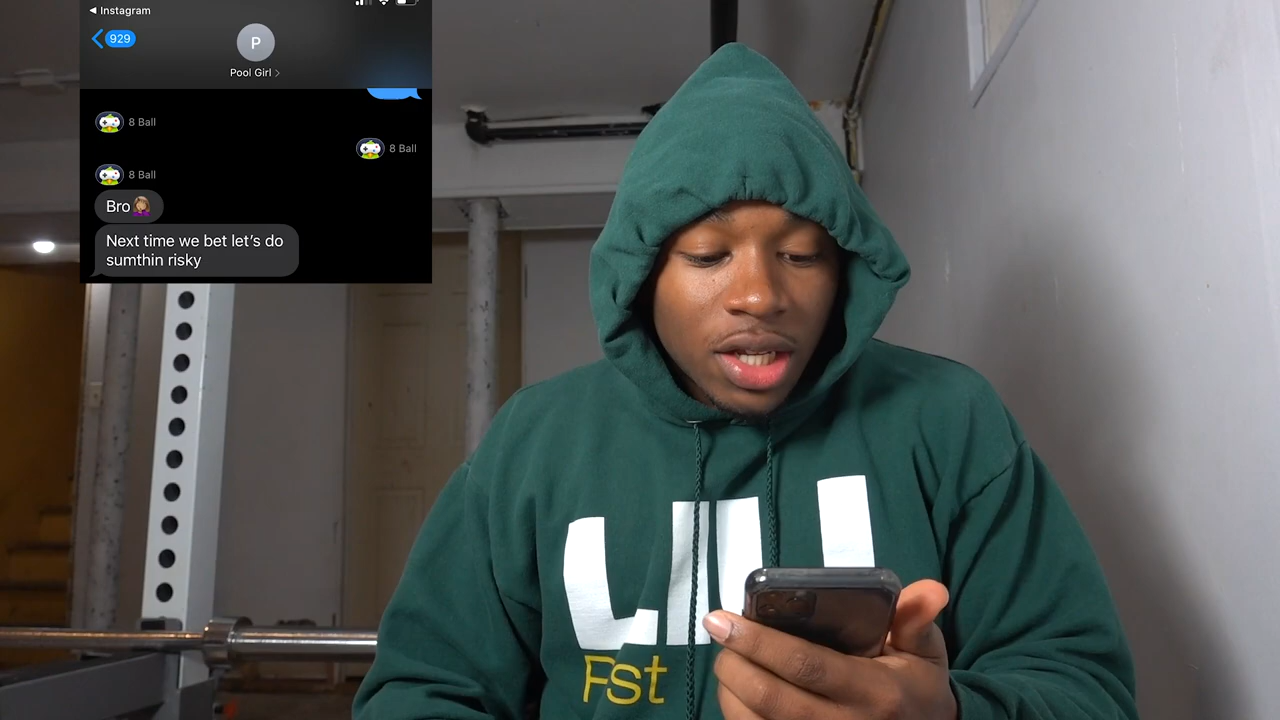 ◀ Instagram
929
P
Pool Girl >
8 Ball
8 Ball
8 Ball
Bro🤦🏽‍♀️
Next time we bet let's do
sumthin risky
Fst